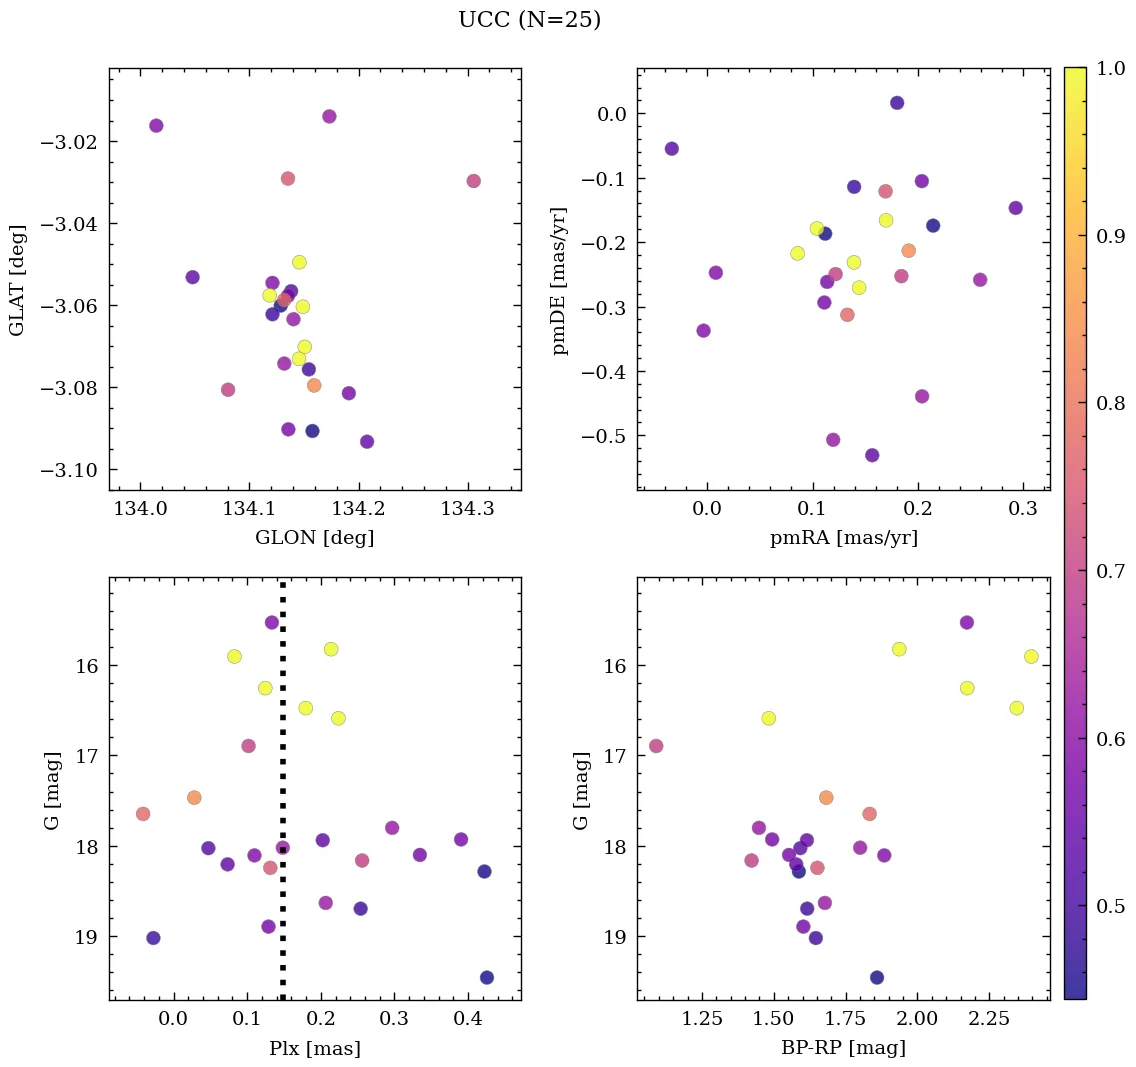 UCC (N=25)
−3.02
−3.04
−3.06
−3.08
−3.10
GLAT [deg]
134.0 134.1 134.2 134.3
GLON [deg]
0.0
−0.1
−0.2
−0.3
−0.4
−0.5
pmDE [mas/yr]
0.0 0.1 0.2 0.3
pmRA [mas/yr]
16
17
18
19
G [mag]
0.0 0.1 0.2 0.3 0.4
Plx [mas]
16
17
18
19
G [mag]
1.25 1.50 1.75 2.00 2.25
BP-RP [mag]
1.0
0.9
0.8
0.7
0.6
0.5